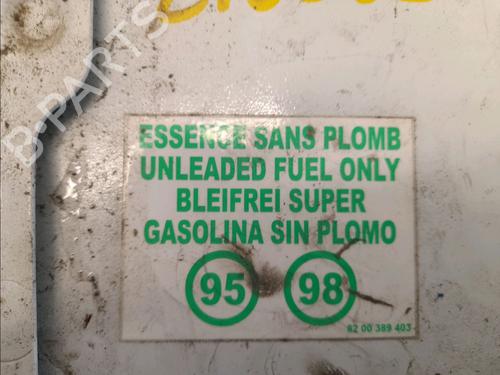 B-PARTS
ESSENCE SANS PLOMB
UNLEADED FUEL ONLY
BLEIFREI SUPER
GASOLINA SIN PLOMO
95 98
82 00 389 403